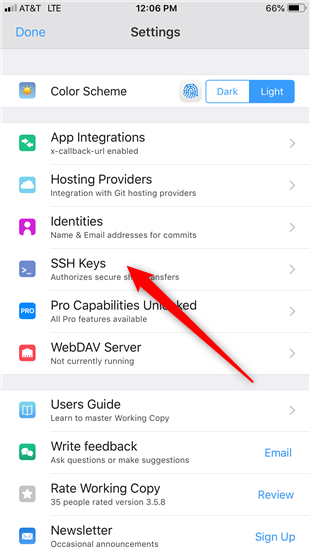 AT&T LTE 12:06 PM 66%
Done Settings
Color Scheme Dark Light
App Integrations
x-callback-url enabled
Hosting Providers
Integration with Git hosting providers
Identities
Name & Email addresses for commits
SSH Keys
Authorizes secure transfers
Pro Capabilities Unlocked
PRO
All Pro features available
WebDAV Server
Not currently running
Users Guide
Learn to master Working Copy
Write feedback
Ask questions or make suggestions
Email
Rate Working Copy
35 people rated version 3.5.8
Review
Newsletter
Occasional announcements
Sign Up